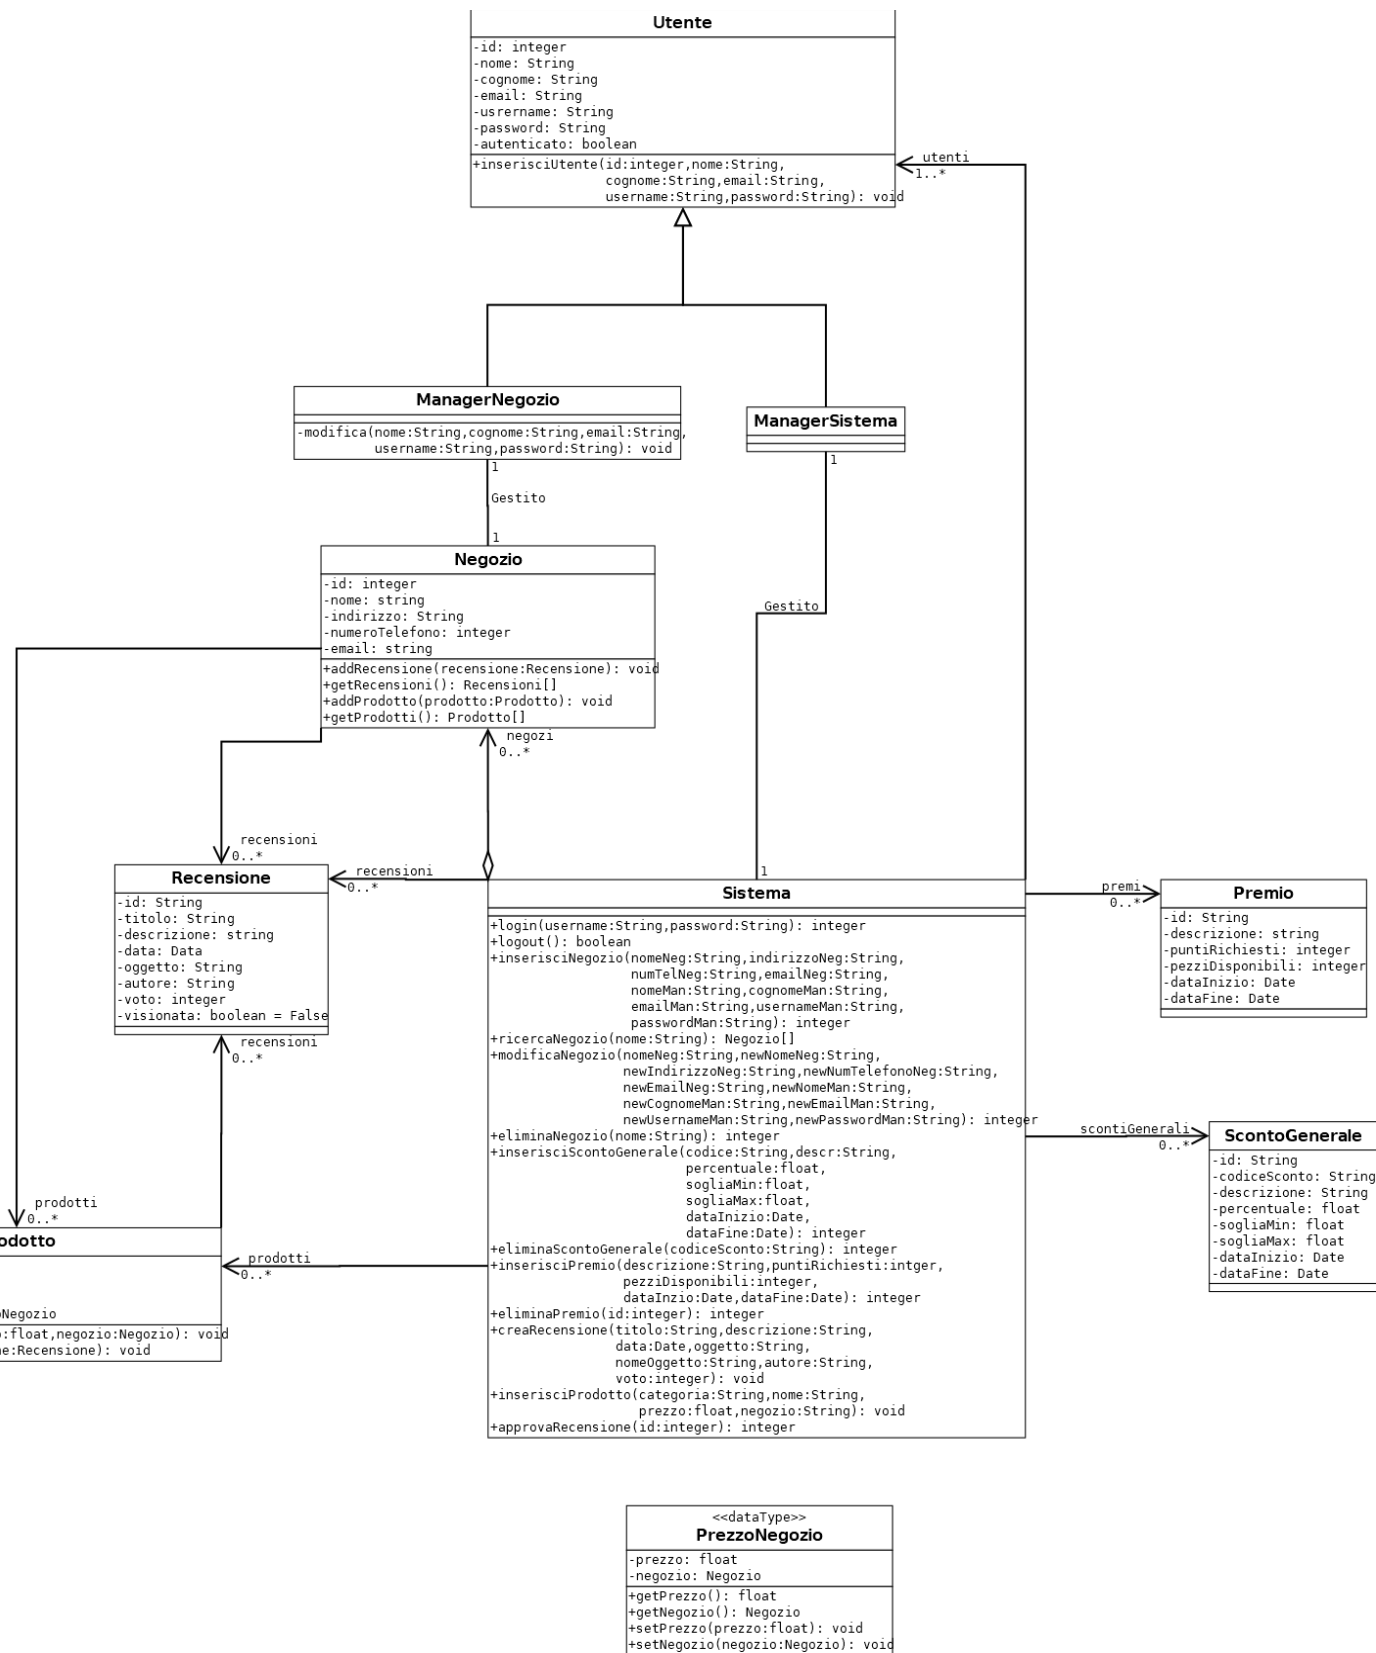 Utente
-id: integer
-nome: String
-cognome: String
-email: String
-usrername: String
-password: String
-autenticato: boolean
+inserisciUtente(id:integer,nome:String,
cognome:String,email:String,
username:String,password:String): void
utenti
1..*
ManagerNegozio
-modifica(nome:String,cognome:String,email:String,
username:String,password:String): void
1
Gestito
1
ManagerSistema
1
Gestito
1
Negozio
-id: integer
-nome: string
-indirizzo: String
-numeroTelefono: integer
-email: string
+addRecensione(recensione:Recensione): void
+getRecensioni(): Recensioni[]
+addProdotto(prodotto:Prodotto): void
+getProdotti(): Prodotto[]
negozi
0..*
recensioni
0..*
recensioni
0..*
Recensione
-id: String
-titolo: String
-descrizione: string
-data: Data
-oggetto: String
-autore: String
-voto: integer
-visionata: boolean = False
recensioni
0..*
Sistema
+login(username:String,password:String): integer
+logout(): boolean
+inserisciNegozio(nomeNeg:String,indirizzoNeg:String,
numTelNeg:String,emailNeg:String,
nomeMan:String,cognomeMan:String,
emailMan:String,usernameMan:String,
passwordMan:String): integer
+ricercaNegozio(nome:String): Negozio[]
+modificaNegozio(nomeNeg:String,newNomeNeg:String,
newIndirizzoNeg:String,newNumTelefonoNeg:String,
newEmailNeg:String,newNomeMan:String,
newCognomeMan:String,newEmailMan:String,
newUsernameMan:String,newPasswordMan:String): integer
+eliminaNegozio(nome:String): integer
+inserisciScontoGenerale(codice:String,descr:String,
percentuale:float,
sogliaMin:float,
sogliaMax:float,
dataInizio:Date,
dataFine:Date): integer
+eliminaScontoGenerale(codiceSconto:String): integer
+inserisciPremio(descrizione:String,puntiRichiesti:intger,
pezziDisponibili:integer,
dataInzio:Date,dataFine:Date): integer
+eliminaPremio(id:integer): integer
+creaRecensione(titolo:String,descrizione:String,
data:Date,oggetto:String,
nomeOggetto:String,autore:String,
voto:integer): void
+inserisciProdotto(categoria:String,nome:String,
prezzo:float,negozio:String): void
+approvaRecensione(id:integer): integer
premi
0..*
Premio
-id: String
-descrizione: string
-puntiRichiesti: integer
-pezziDisponibili: integer
-dataInizio: Date
-dataFine: Date
scontiGenerali
0..*
ScontoGenerale
-id: String
-codiceSconto: String
-descrizione: String
-percentuale: float
-sogliaMin: float
-sogliaMax: float
-dataInizio: Date
-dataFine: Date
prodotti
0..*
odotto
oNegozio
o:float,negozio:Negozio): void
ne:Recensione): void
prodotti
0..*
<<dataType>>
PrezzoNegozio
-prezzo: float
-negozio: Negozio
+getPrezzo(): float
+getNegozio(): Negozio
+setPrezzo(prezzo:float): void
+setNegozio(negozio:Negozio): void